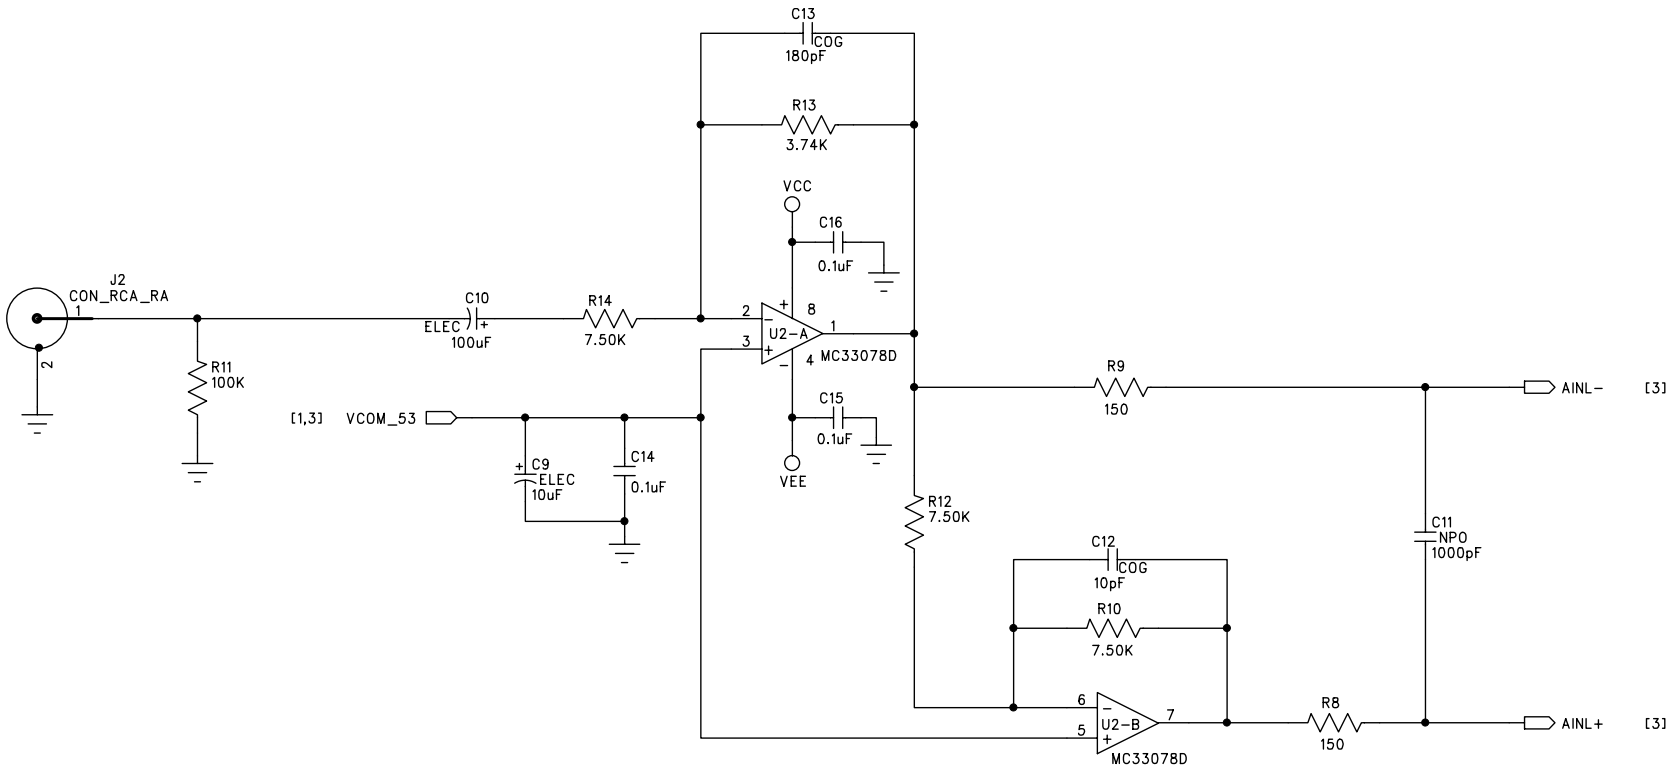 C13
COG
180pF
R13
3.74K
VCC
C16
0.1uF
J2
CON_RCA_RA
1
2
R11
100K
C10
ELEC
+
100uF
R14
7.50K
2
3
−
+
U2-A
+
8
1
−
4
MC33078D
C15
0.1uF
VEE
[1,3] VCOM_53
+
C9
ELEC
10uF
C14
0.1uF
R9
150
AINL- [3]
R12
7.50K
C11
NPO
1000pF
C12
COG
10pF
R10
7.50K
6
5
−
+
U2-B
7
MC33078D
R8
150
AINL+ [3]